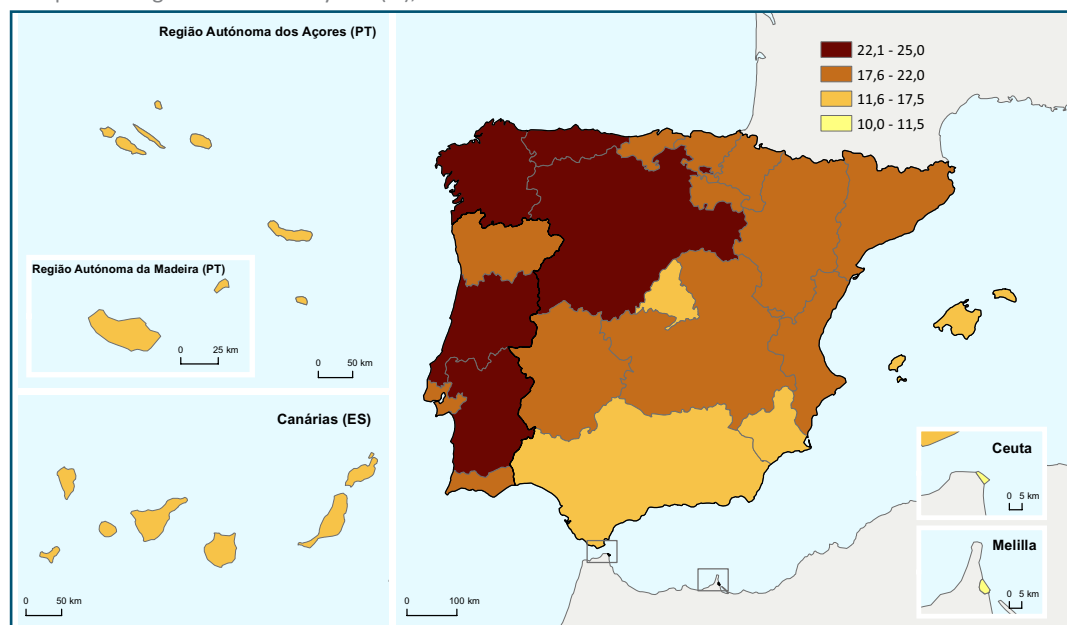 Região Autónoma dos Açores (PT)
Região Autónoma da Madeira (PT)
0 25 km
0 50 km
Canárias (ES)
0 50 km
22,1 - 25,0
17,6 - 22,0
11,6 - 17,5
10,0 - 11,5
0 100 km
Ceuta
0 5 km
Melilla
0 5 km